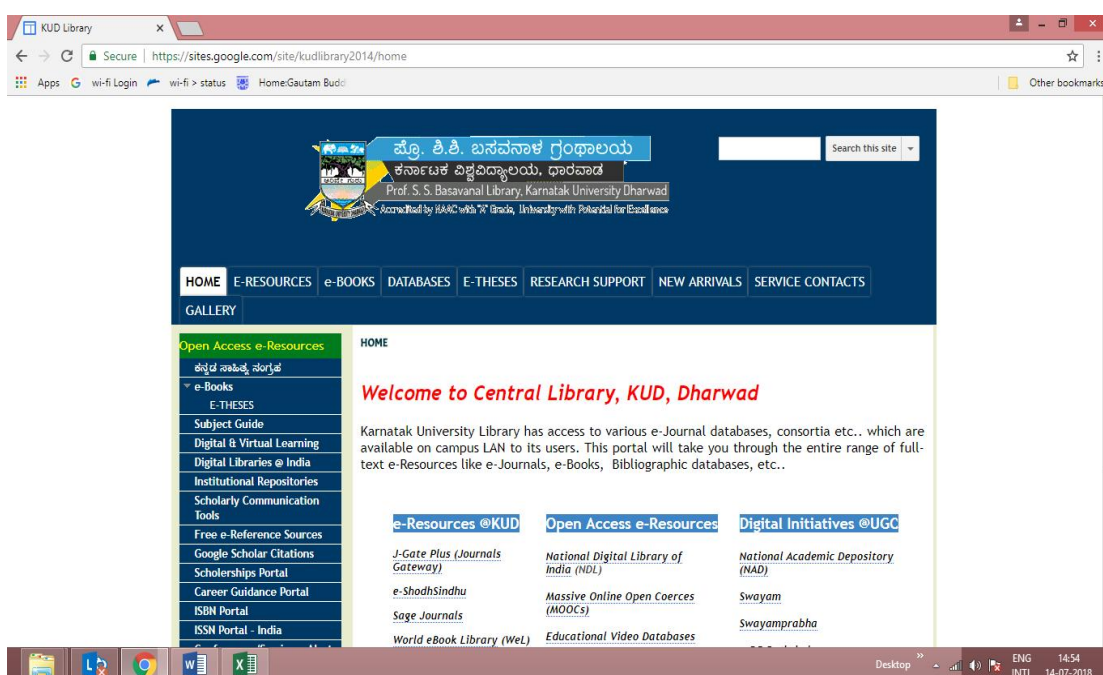 KUD Library
Secure https://sites.google.com/site/kudlibrary2014/home
Apps wi-fi Login wi-fi > status Home:Gautam Budd
Other bookmarks
ಪ್ರೊ. ಶಿ.ಶಿ. ಬಸವನಾಳ ಗ್ರಂಥಾಲಯ
ಕರ್ನಾಟಕ ವಿಶ್ವವಿದ್ಯಾಲಯ, ಧಾರವಾಡ
Prof. S. S. Basavanal Library, Karnatak University Dharwad
Accredited by NAAC with "A" Grade, University with Potential for Excellence
Search this site
HOME E-RESOURCES e-BOOKS DATABASES E-THESES RESEARCH SUPPORT NEW ARRIVALS SERVICE CONTACTS
GALLERY
Open Access e-Resources
ಕನ್ನಡ ಸಾಹಿತ್ಯ ಸಂಗ್ರಹ
e-Books
E-THESES
Subject Guide
Digital & Virtual Learning
Digital Libraries @ India
Institutional Repositories
Scholarly Communication
Tools
Free e-Reference Sources
Google Scholar Citations
Scholerships Portal
Career Guidance Portal
ISBN Portal
ISSN Portal - India
HOME
Welcome to Central Library, KUD, Dharwad
Karnatak University Library has access to various e-Journal databases, consortia etc.. which are
available on campus LAN to its users. This portal will take you through the entire range of full-
text e-Resources like e-Journals, e-Books, Bibliographic databases, etc..
e-Resources @KUD
J-Gate Plus (Journals
Gateway)
e-ShodhSindhu
Sage Journals
World eBook Library (WeL)
Open Access e-Resources
National Digital Library of
India (NDL)
Massive Online Open Coerces
(MOOCs)
Educational Video Databases
Digital Initiatives @UGC
National Academic Depository
(NAD)
Swayam
Swayamprabha
Desktop
ENG 14:54
INTL 14-07-2018